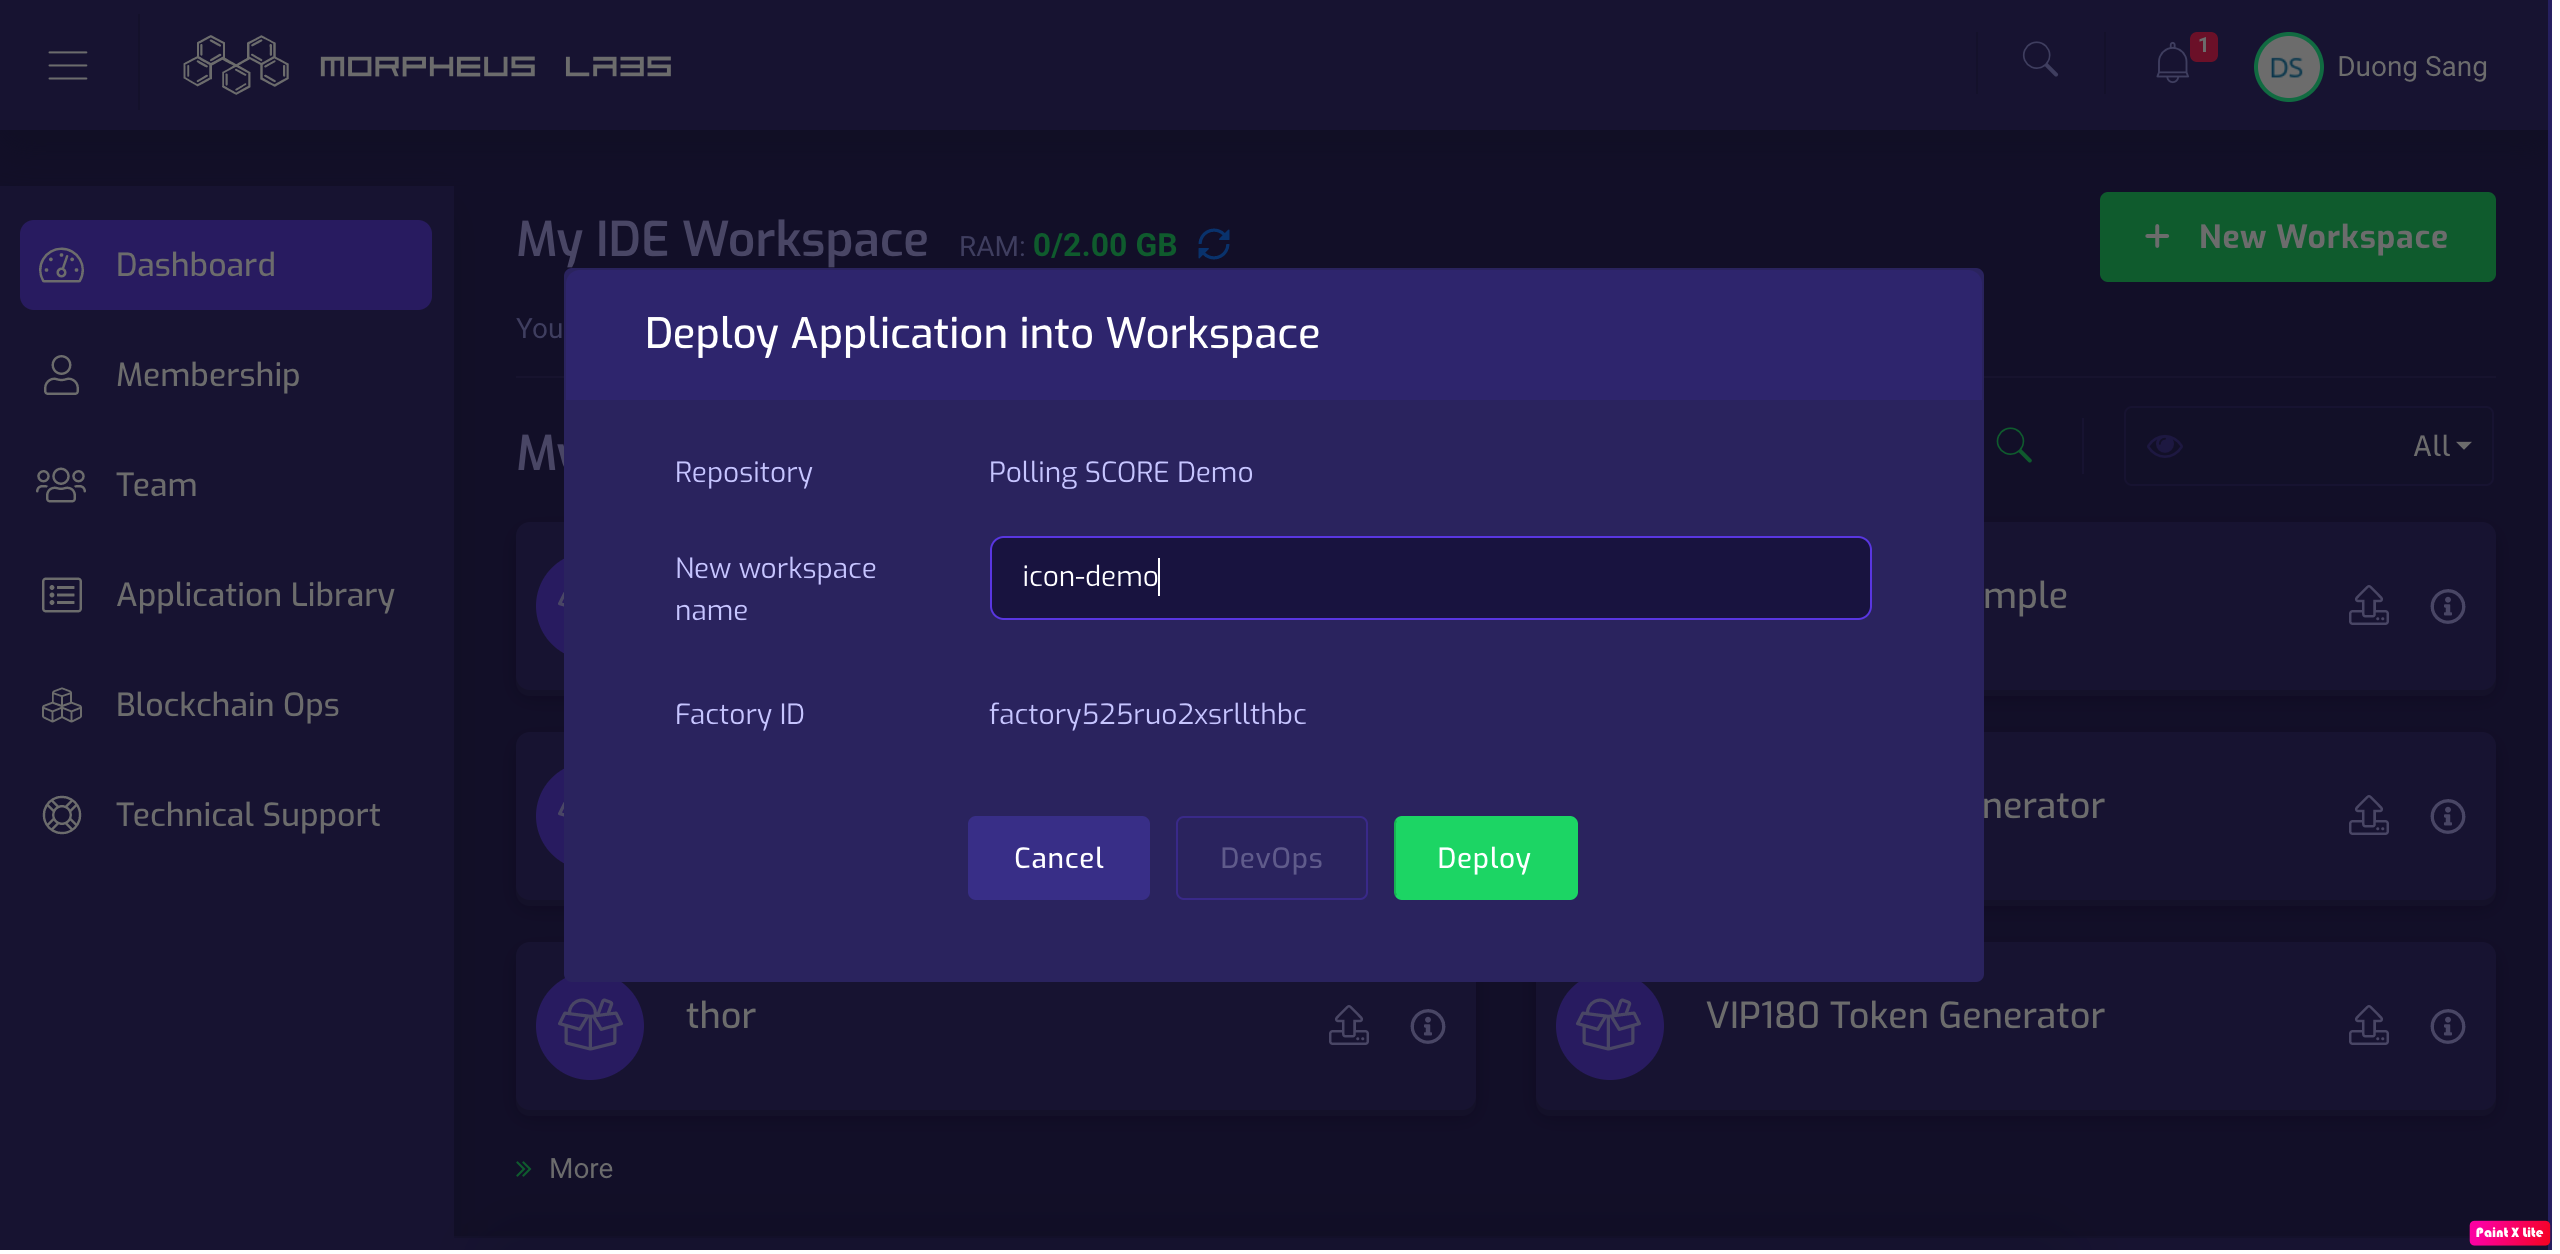 MORPHEUS LABS
1
DS
Duong Sang
Dashboard
Membership
Team
Application Library
Blockchain Ops
Technical Support
My IDE Workspace
RAM: 0/2.00 GB
+ New Workspace
You
My
All
Deploy Application into Workspace
Repository
Polling SCORE Demo
New workspace
name
icon-demo
Factory ID
factory525ruo2xsrllthbc
Cancel
DevOps
Deploy
mple
nerator
thor
VIP180 Token Generator
More
Paint X Lite